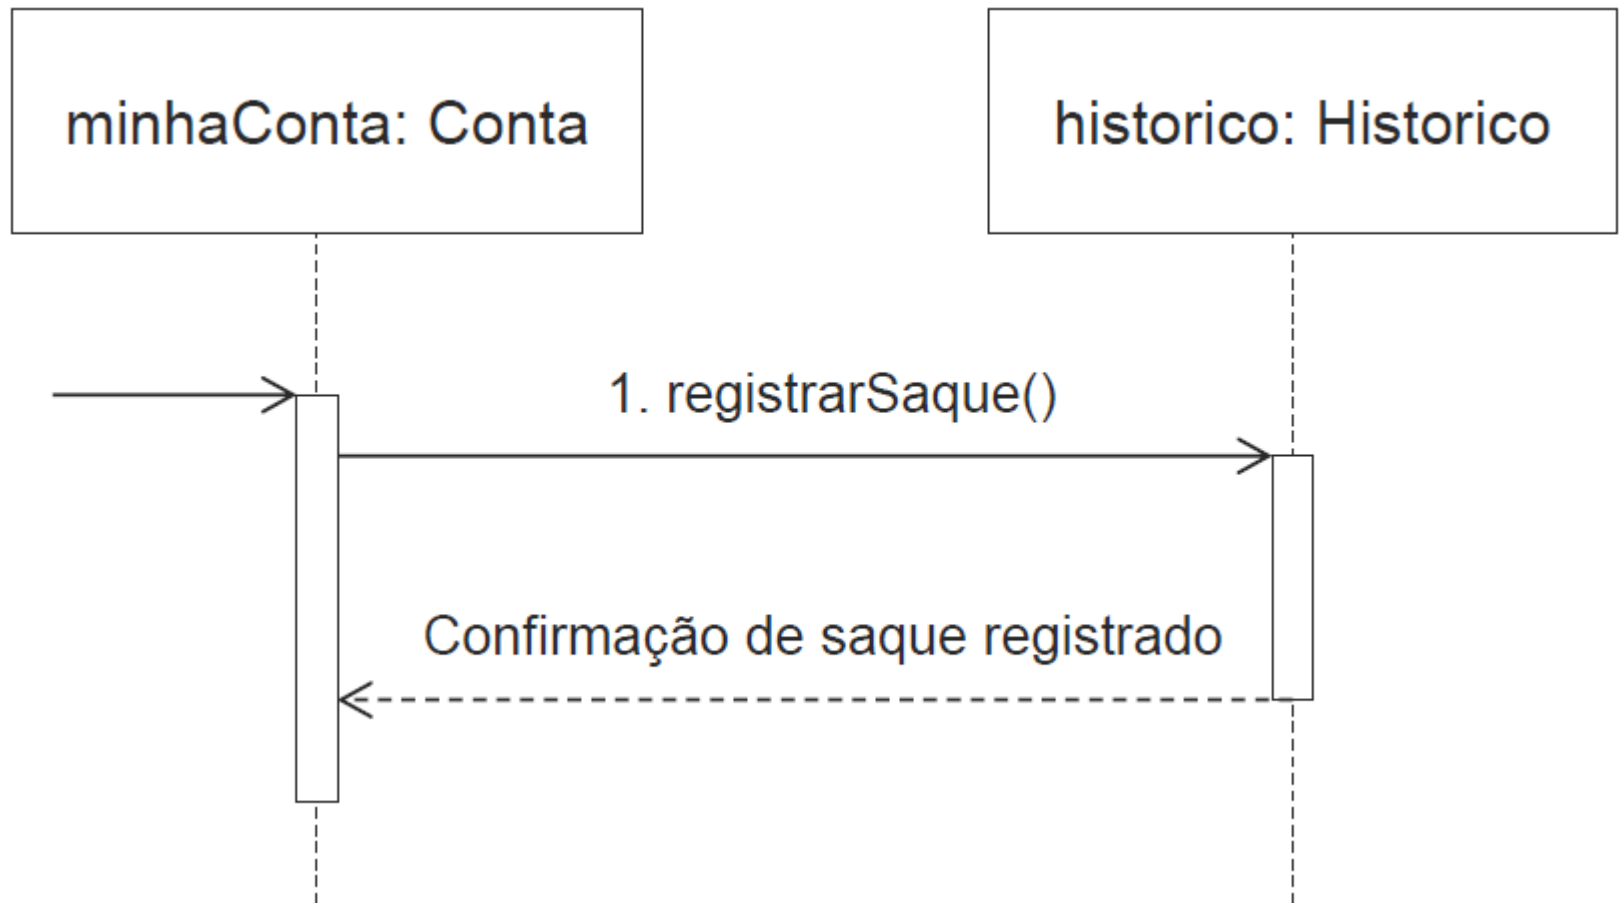 minhaConta: Conta
historico: Historico
1. registrarSaque()
Confirmação de saque registrado